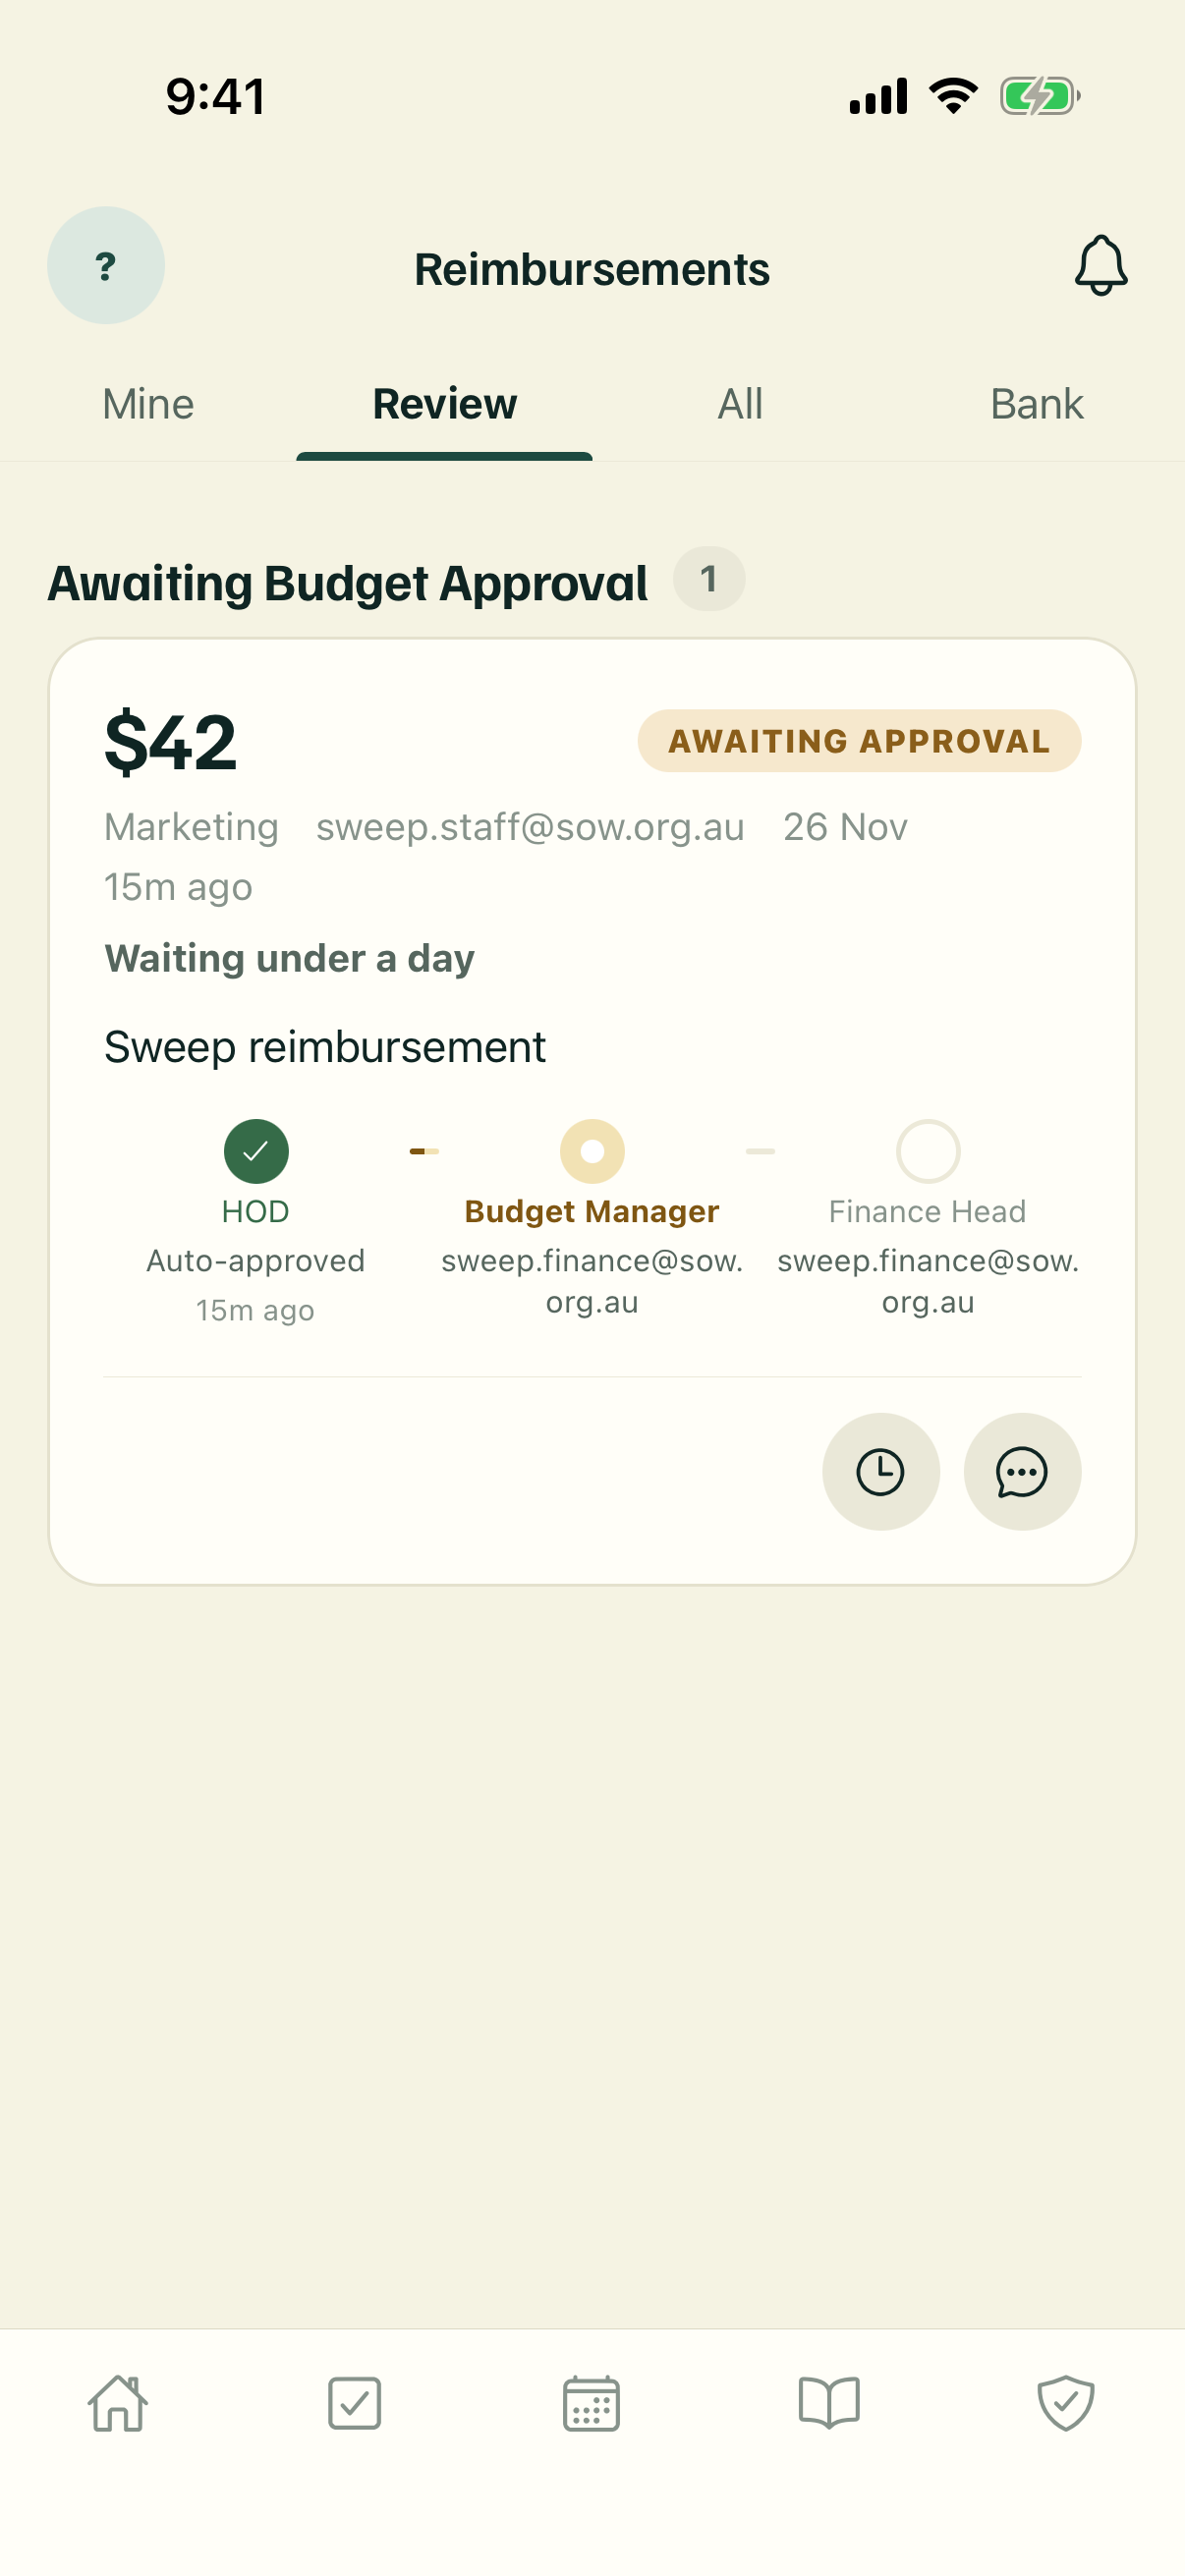 9:41
?
Reimbursements
Mine Review All Bank
Awaiting Budget Approval 1
$42 AWAITING APPROVAL
Marketing sweep.staff@sow.org.au 26 Nov
15m ago
Waiting under a day
Sweep reimbursement
HOD Budget Manager Finance Head
Auto-approved sweep.finance@sow. sweep.finance@sow.
15m ago org.au org.au